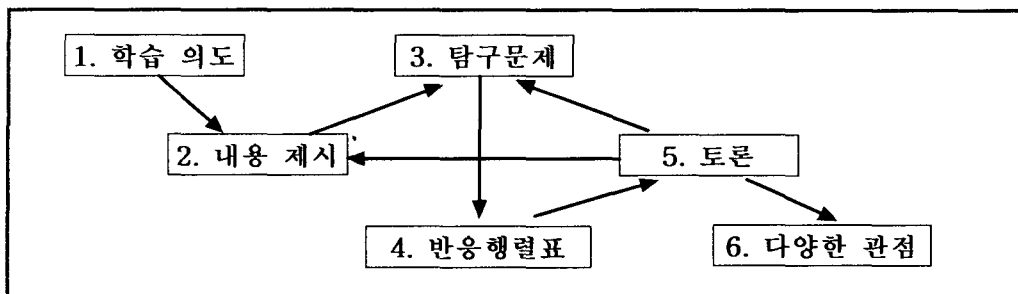 1. 학습 의도
3. 탐구문제
2. 내용 제시
5. 토론
4. 반응행렬표
6. 다양한 관점